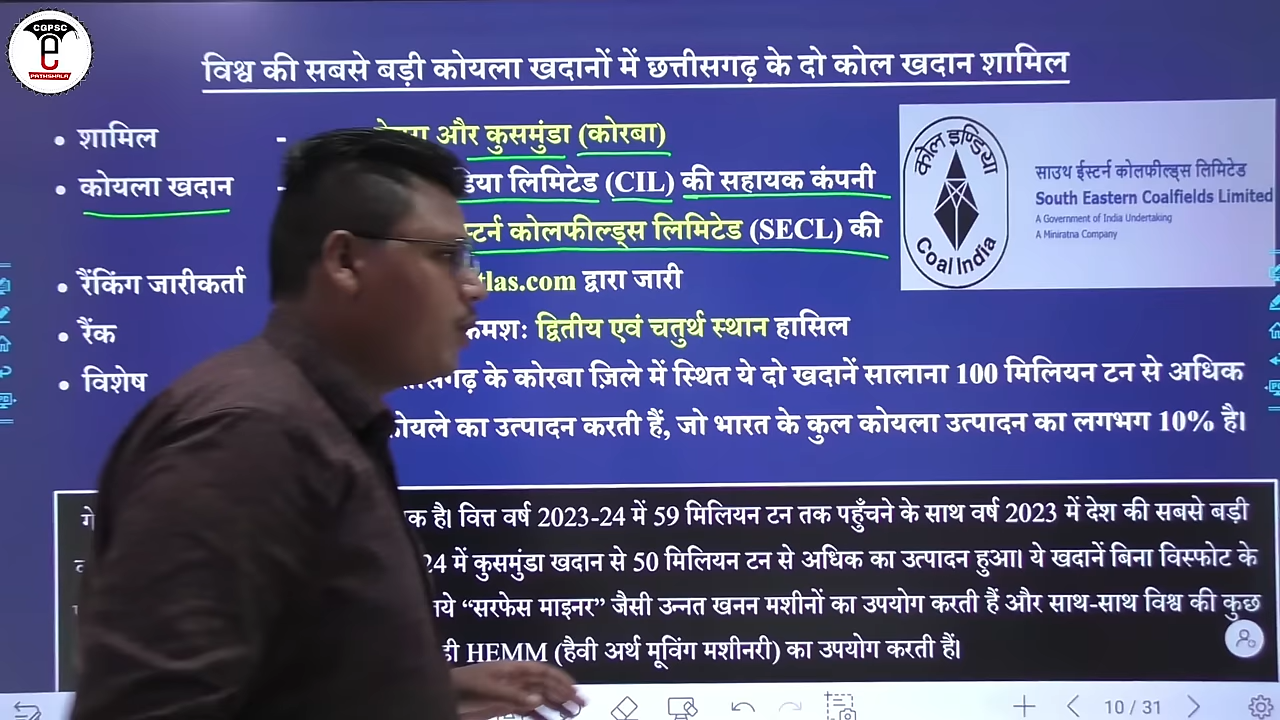 CGPSC
e
PATHSHALA
विश्व की सबसे बड़ी कोयला खदानों में छत्तीसगढ़ के दो कोल खदान शामिल
• शामिल - और कुसमुंडा (कोरबा)
• कोयला खदान - लिमिटेड (CIL) की सहायक कंपनी
कोलफील्ड्स लिमिटेड (SECL) की
• रैंकिंग जारीकर्ता tlas.com द्वारा जारी
• रैंक द्वितीय एवं चतुर्थ स्थान हासिल
• विशेष के कोरबा ज़िले में स्थित ये दो खदानें सालाना 100 मिलियन टन से अधिक
का उत्पादन करती हैं, जो भारत के कुल कोयला उत्पादन का लगभग 10% है।
कोल इण्डिया
Coal India
साउथ ईस्टर्न कोलफील्ड्स लिमिटेड
South Eastern Coalfields Limited
A Government of India Undertaking
A Miniratna Company
है। वित्त वर्ष 2023-24 में 59 मिलियन टन तक पहुँचने के साथ वर्ष 2023 में देश की सबसे बड़ी
24 में कुसमुंडा खदान से 50 मिलियन टन से अधिक का उत्पादन हुआ। ये खदानें बिना विस्फोट के
“सरफेस माइनर” जैसी उन्नत खनन मशीनों का उपयोग करती हैं और साथ-साथ विश्व की कुछ
HEMM (हैवी अर्थ मूविंग मशीनरी) का उपयोग करती हैं।
10 / 31